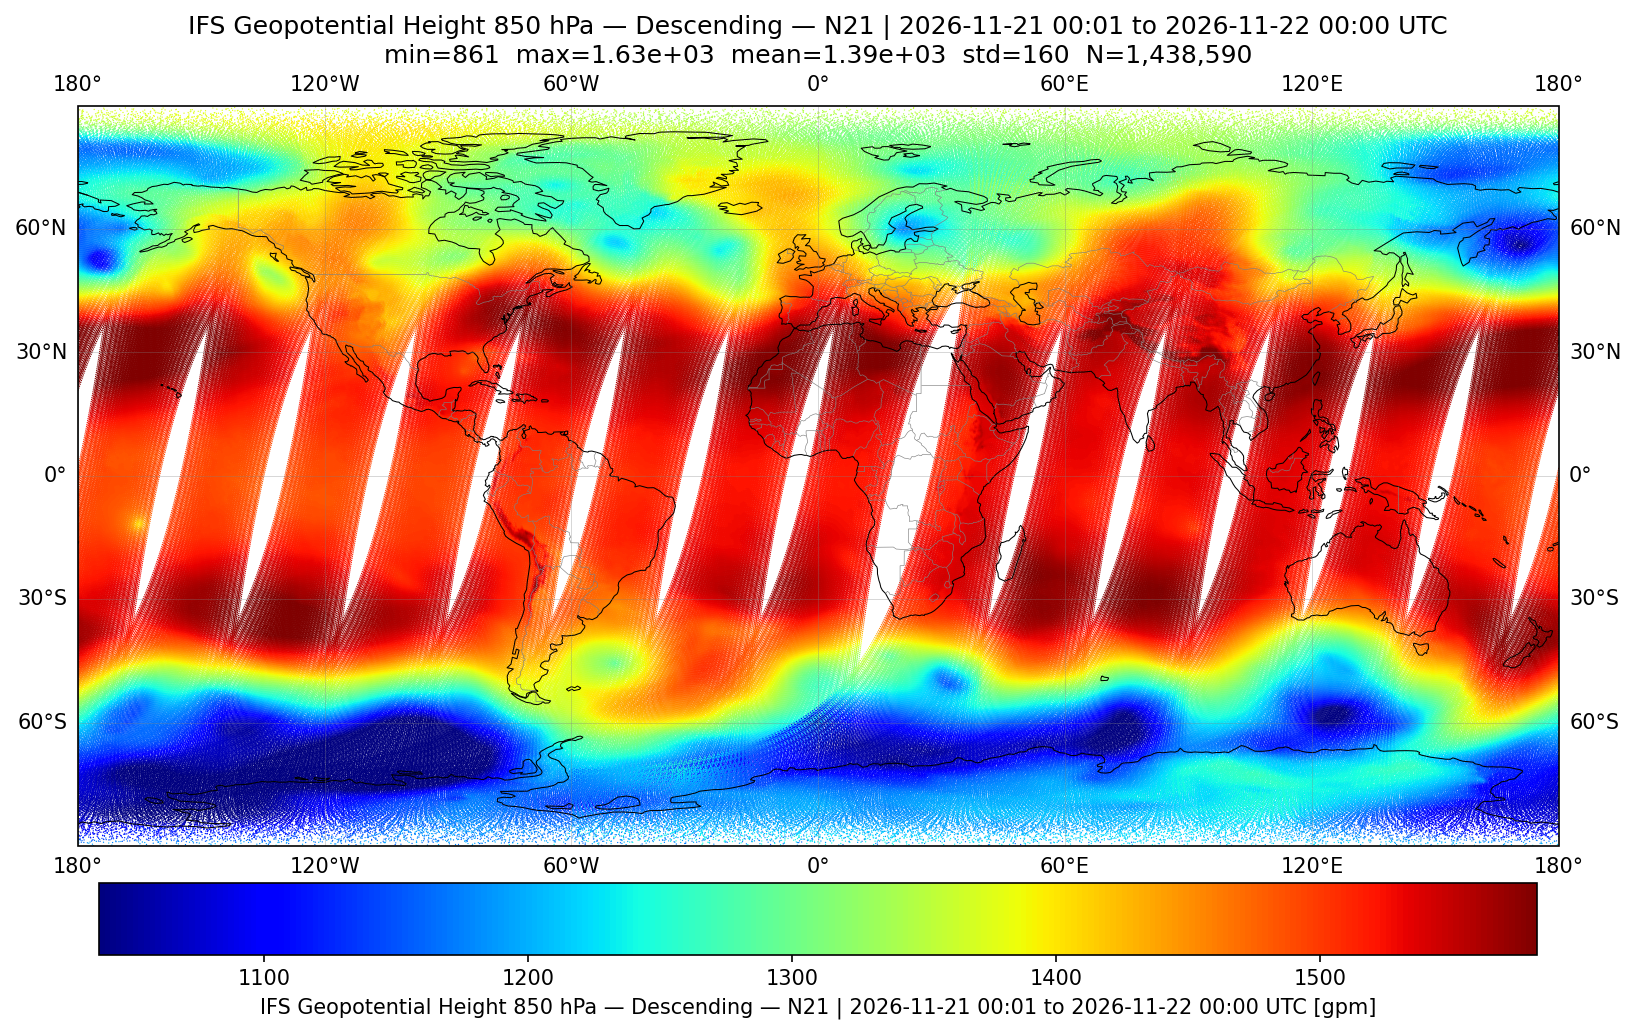 IFS Geopotential Height 850 hPa — Descending — N21 | 2026-11-21 00:01 to 2026-11-22 00:00 UTC
min=861  max=1.63e+03  mean=1.39e+03  std=160  N=1,438,590
180° 120°W 60°W 0° 60°E 120°E 180°
60°N 60°N
30°N 30°N
0° 0°
30°S 30°S
60°S 60°S
180° 120°W 60°W 0° 60°E 120°E 180°
1100 1200 1300 1400 1500
IFS Geopotential Height 850 hPa — Descending — N21 | 2026-11-21 00:01 to 2026-11-22 00:00 UTC [gpm]